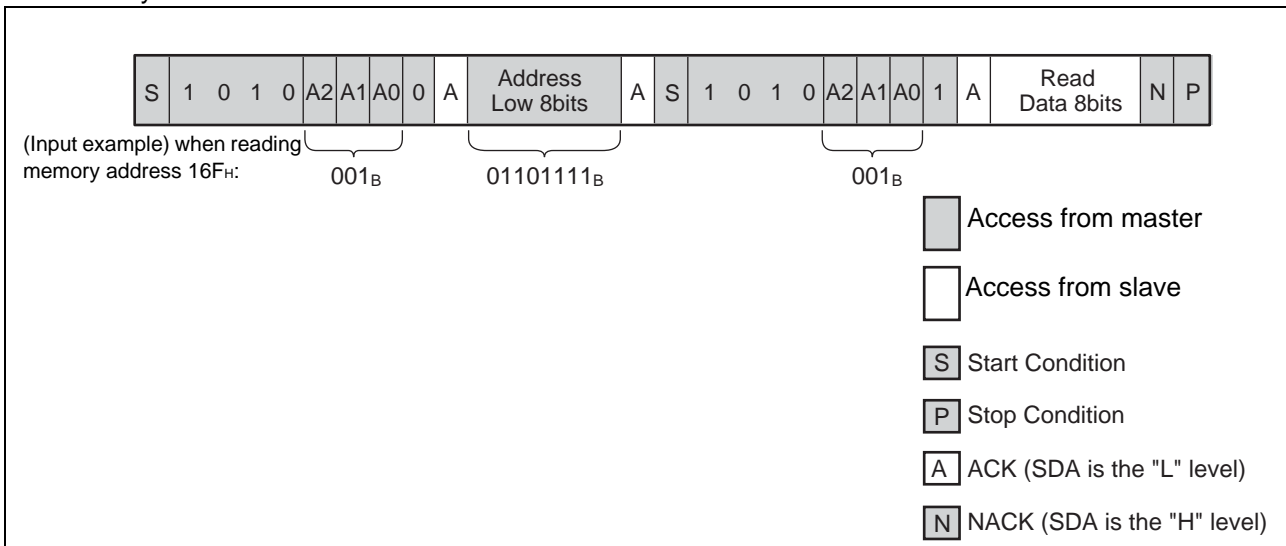 S 1 0 1 0 A2 A1 A0 0 A Address Low 8bits A S 1 0 1 0 A2 A1 A0 1 A Read Data 8bits N P
(Input example) when reading
memory address 16FH: 001B 01101111B 001B
Access from master
Access from slave
S Start Condition
P Stop Condition
A ACK (SDA is the "L" level)
N NACK (SDA is the "H" level)